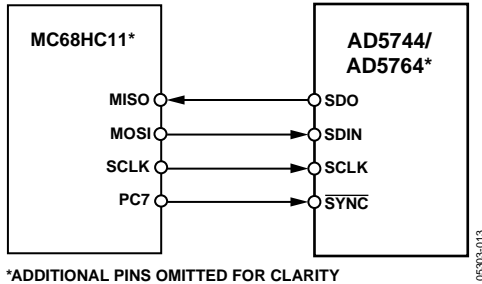 MC68HC11*
AD5744/
AD5764*
MISO
SDO
MOSI
SDIN
SCLK
SCLK
PC7
SYNC
*ADDITIONAL PINS OMITTED FOR CLARITY
05303-013